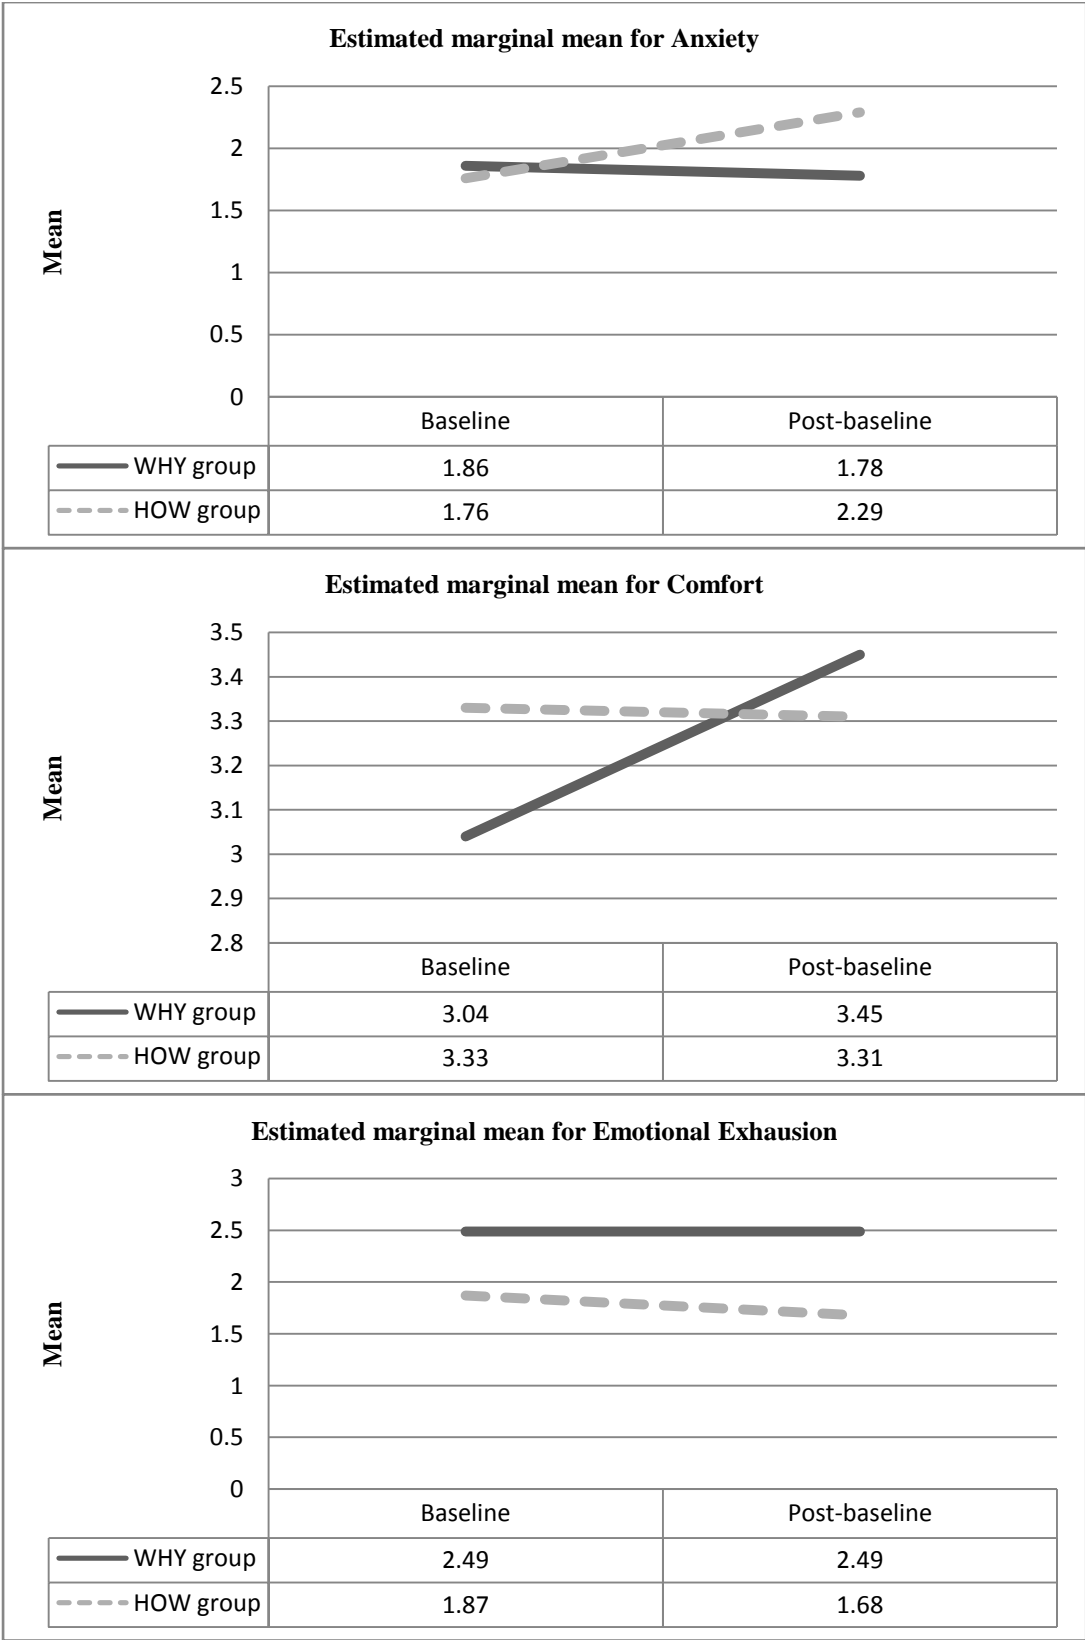 Estimated marginal mean for Anxiety
2.5
2
1.5
1
0.5
0
Mean
Baseline Post-baseline
WHY group 1.86 1.78
HOW group 1.76 2.29
Estimated marginal mean for Comfort
3.5
3.4
3.3
3.2
3.1
3
2.9
2.8
Mean
Baseline Post-baseline
WHY group 3.04 3.45
HOW group 3.33 3.31
Estimated marginal mean for Emotional Exhausion
3
2.5
2
1.5
1
0.5
0
Mean
Baseline Post-baseline
WHY group 2.49 2.49
HOW group 1.87 1.68